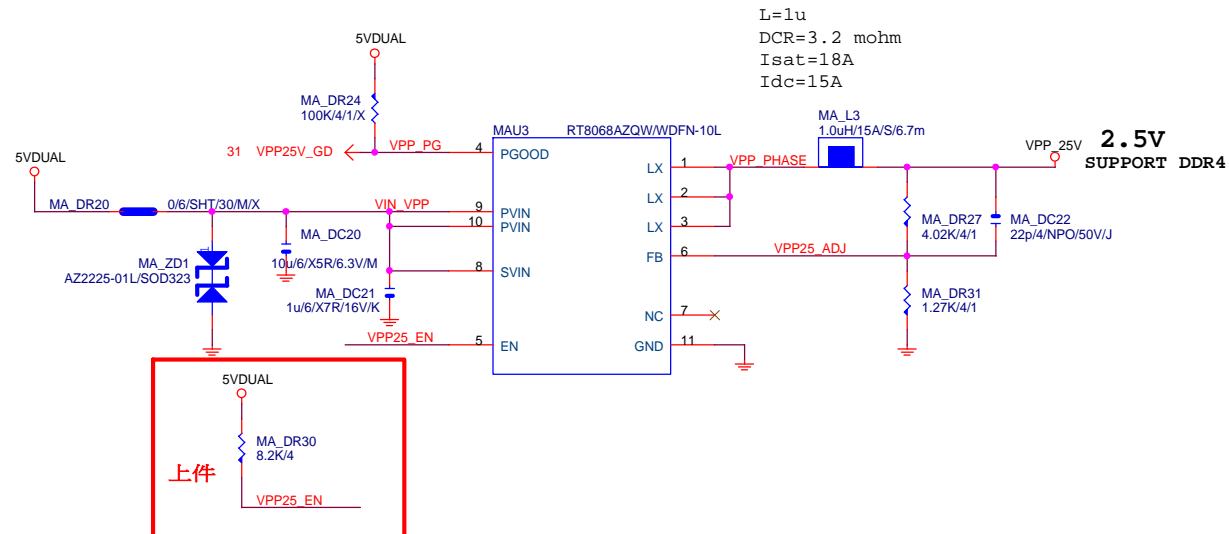 L=1u
DCR=3.2 mohm
Isat=18A
Idc=15A
5VDUAL
MA_DR24
100K/4/1/X
MAU3
RT8068AZQW/WDFN-10L
MA_L3
1.0uH/15A/S/6.7m
31 VPP25V_GD
VPP_PG
4
PGOOD
LX
1
VPP_PHASE
VPP_25V
2.5V
SUPPORT DDR4
5VDUAL
MA_DR20
0/6/SHT/30/M/X
VIN_VPP
9
PVIN
10
PVIN
LX
2
LX
3
MA_DR27
4.02K/4/1
MA_DC22
22p/4/NPO/50V/J
MA_DC20
10u/6/X5R/6.3V/M
1
MA_ZD1
AZ2225-01L/SOD323
8
SVIN
FB
6
VPP25_ADJ
MA_DC21
1u/6/X7R/16V/K
MA_DR31
1.27K/4/1
NC
7
VPP25_EN
5
EN
GND
11
5VDUAL
MA_DR30
8.2K/4
上件
VPP25_EN